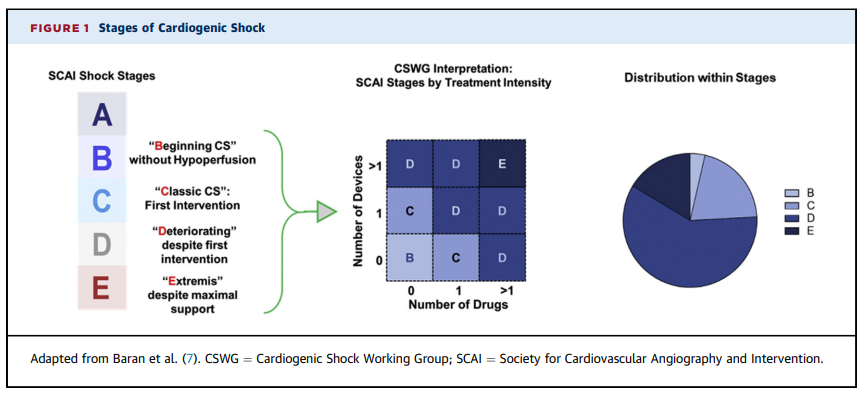 FIGURE 1 Stages of Cardiogenic Shock
SCAI Shock Stages
A
B
"Beginning CS"
without Hypoperfusion
C
"Classic CS":
First Intervention
D
"Deteriorating"
despite first
intervention
E
"Extremis"
despite maximal
support
CSWG Interpretation:
SCAI Stages by Treatment Intensity
Number of Devices
>1 D D E
1 C D D
0 B C D
0 1 >1
Number of Drugs
Distribution within Stages
B
C
D
E
Adapted from Baran et al. (7). CSWG = Cardiogenic Shock Working Group; SCAI = Society for Cardiovascular Angiography and Intervention.